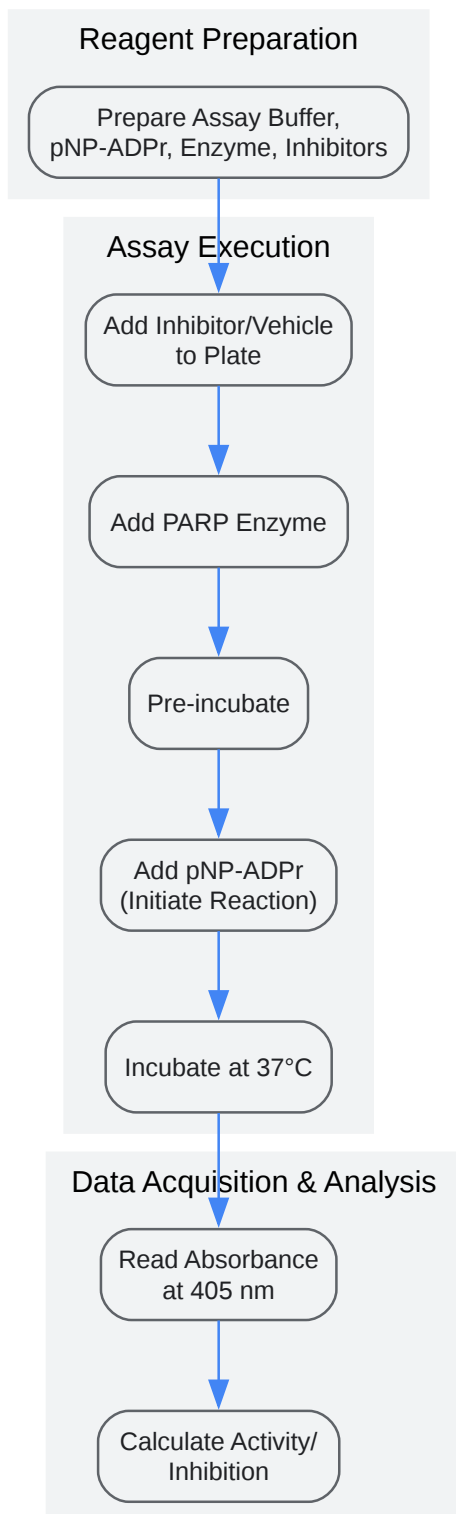 Reagent Preparation
Prepare Assay Buffer,
pNP-ADPr, Enzyme, Inhibitors
Assay Execution
Add Inhibitor/Vehicle
to Plate
Add PARP Enzyme
Pre-incubate
Add pNP-ADPr
(Initiate Reaction)
Incubate at 37°C
Data Acquisition & Analysis
Read Absorbance
at 405 nm
Calculate Activity/
Inhibition